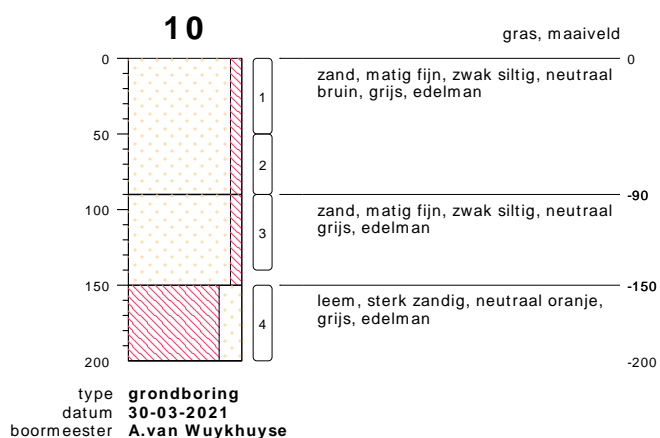 10
gras, maaiveld
0
0
zand, matig fijn, zwak siltig, neutraal
bruin, grijs, edelman
1
50
2
-90
100
zand, matig fijn, zwak siltig, neutraal
grijs, edelman
3
150
-150
leem, sterk zandig, neutraal oranje,
grijs, edelman
4
200
-200
type grondboring
datum 30-03-2021
boormeester A.van Wuykhuyse